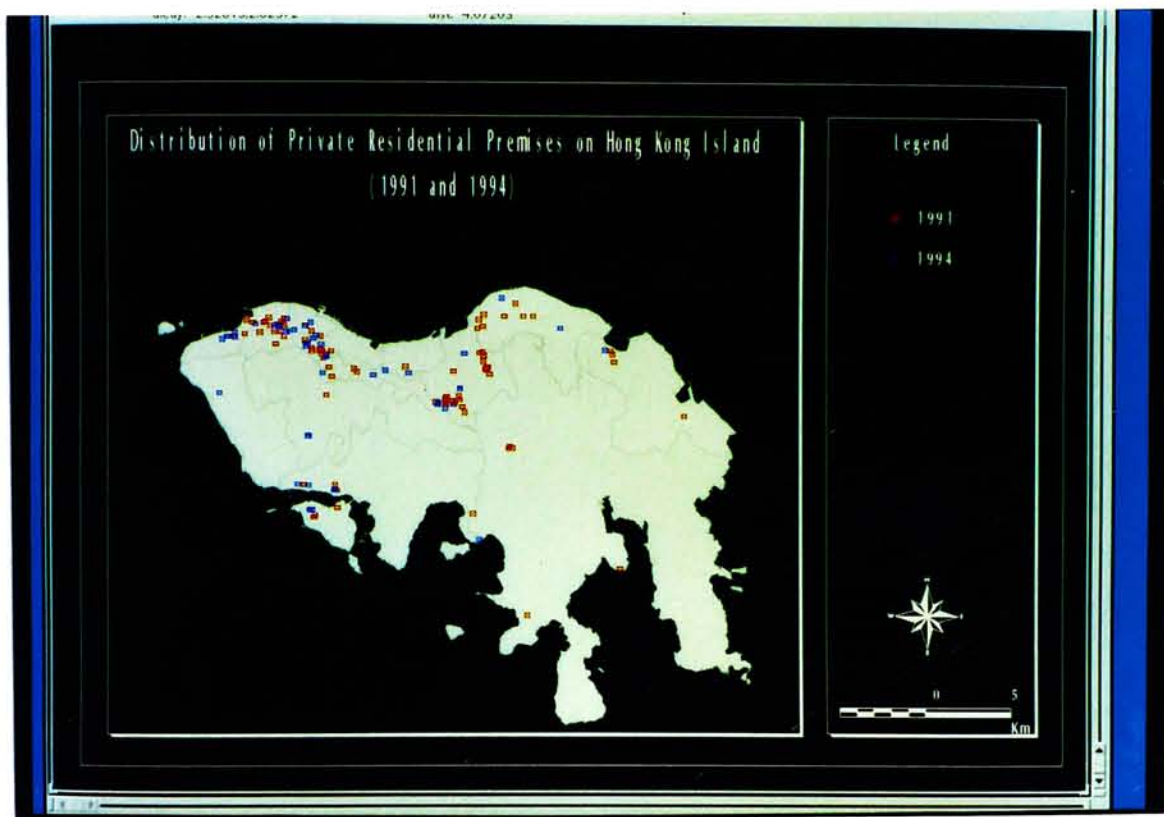 Distribution of Private Residential Premises on Hong Kong Island
(1991 and 1994)
Legend
1991
1994
0 5
Km